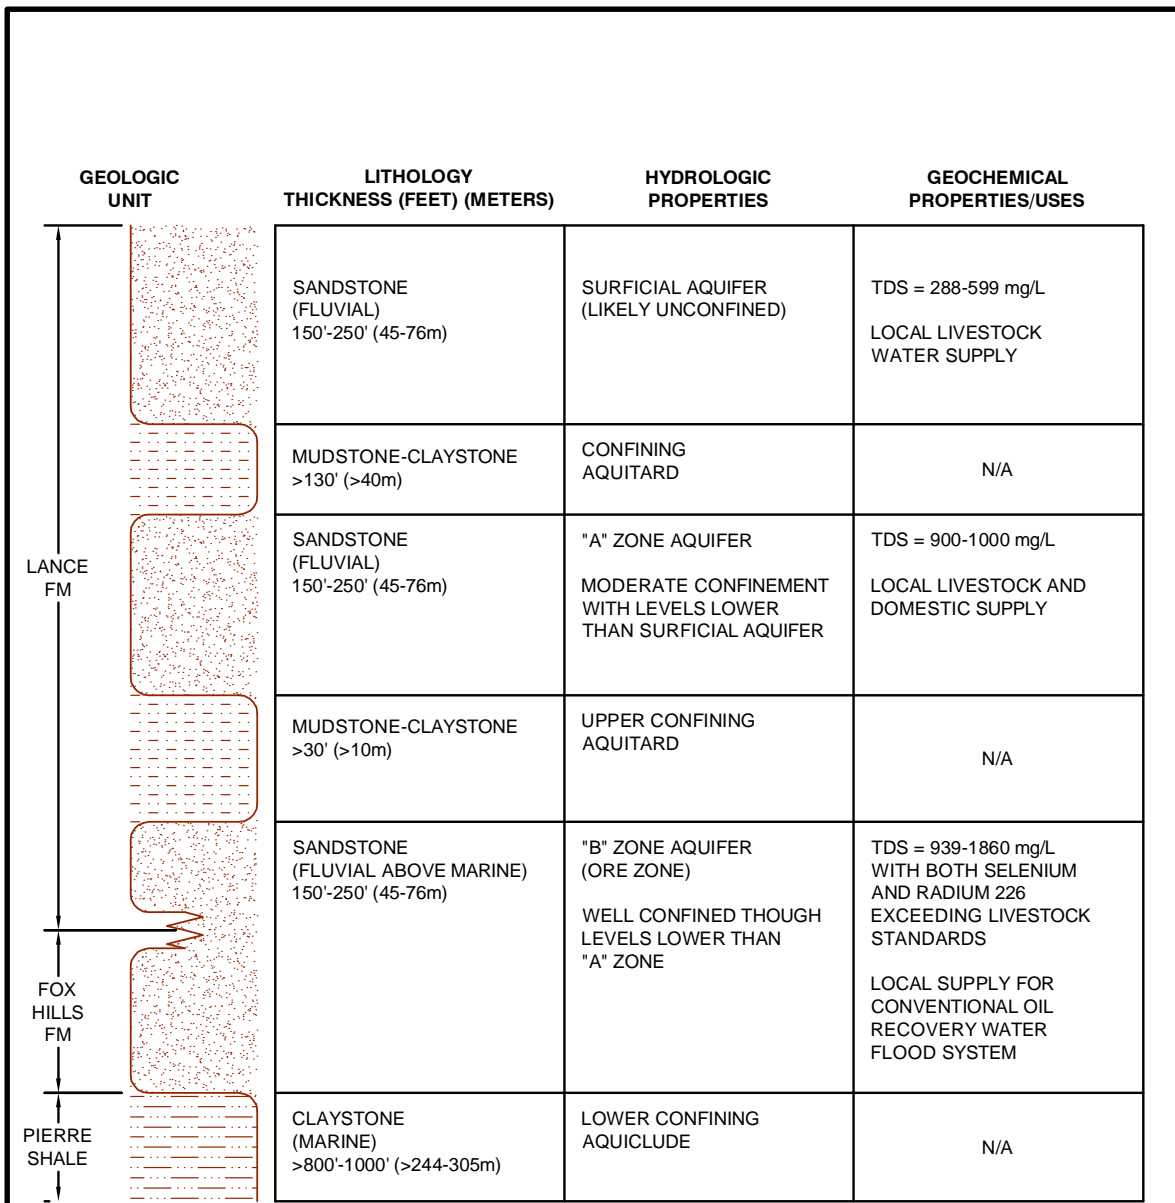 GEOLOGIC
UNIT
LITHOLOGY
THICKNESS (FEET) (METERS)
HYDROLOGIC
PROPERTIES
GEOCHEMICAL
PROPERTIES/USES
LANCE
FM
FOX
HILLS
FM
PIERRE
SHALE
SANDSTONE
(FLUVIAL)
150'-250' (45-76m)
SURFICIAL AQUIFER
(LIKELY UNCONFINED)
TDS = 288-599 mg/L
LOCAL LIVESTOCK
WATER SUPPLY
MUDSTONE-CLAYSTONE
>130' (>40m)
CONFINING
AQUITARD
N/A
SANDSTONE
(FLUVIAL)
150'-250' (45-76m)
"A" ZONE AQUIFER
MODERATE CONFINEMENT
WITH LEVELS LOWER
THAN SURFICIAL AQUIFER
TDS = 900-1000 mg/L
LOCAL LIVESTOCK AND
DOMESTIC SUPPLY
MUDSTONE-CLAYSTONE
>30' (>10m)
UPPER CONFINING
AQUITARD
N/A
SANDSTONE
(FLUVIAL ABOVE MARINE)
150'-250' (45-76m)
"B" ZONE AQUIFER
(ORE ZONE)
WELL CONFINED THOUGH
LEVELS LOWER THAN
"A" ZONE
TDS = 939-1860 mg/L
WITH BOTH SELENIUM
AND RADIUM 226
EXCEEDING LIVESTOCK
STANDARDS
LOCAL SUPPLY FOR
CONVENTIONAL OIL
RECOVERY WATER
FLOOD SYSTEM
CLAYSTONE
(MARINE)
>800'-1000' (>244-305m)
LOWER CONFINING
AQUICLUDE
N/A